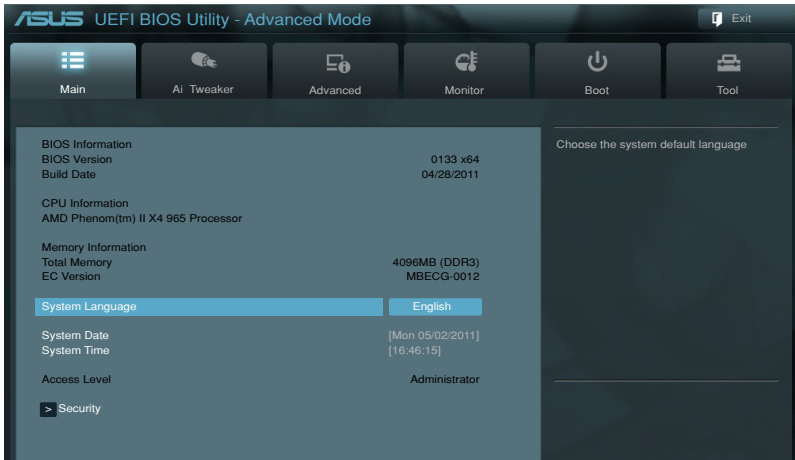 ASUS UEFI BIOS Utility - Advanced Mode
Exit
Main
Ai Tweaker
Advanced
Monitor
Boot
Tool
BIOS Information
BIOS Version 0133 x64
Build Date 04/28/2011
CPU Information
AMD Phenom(tm) II X4 965 Processor
Memory Information
Total Memory 4096MB (DDR3)
EC Version MBECG-0012
System Language English
System Date [Mon 05/02/2011]
System Time [16:46:15]
Access Level Administrator
> Security
Choose the system default language